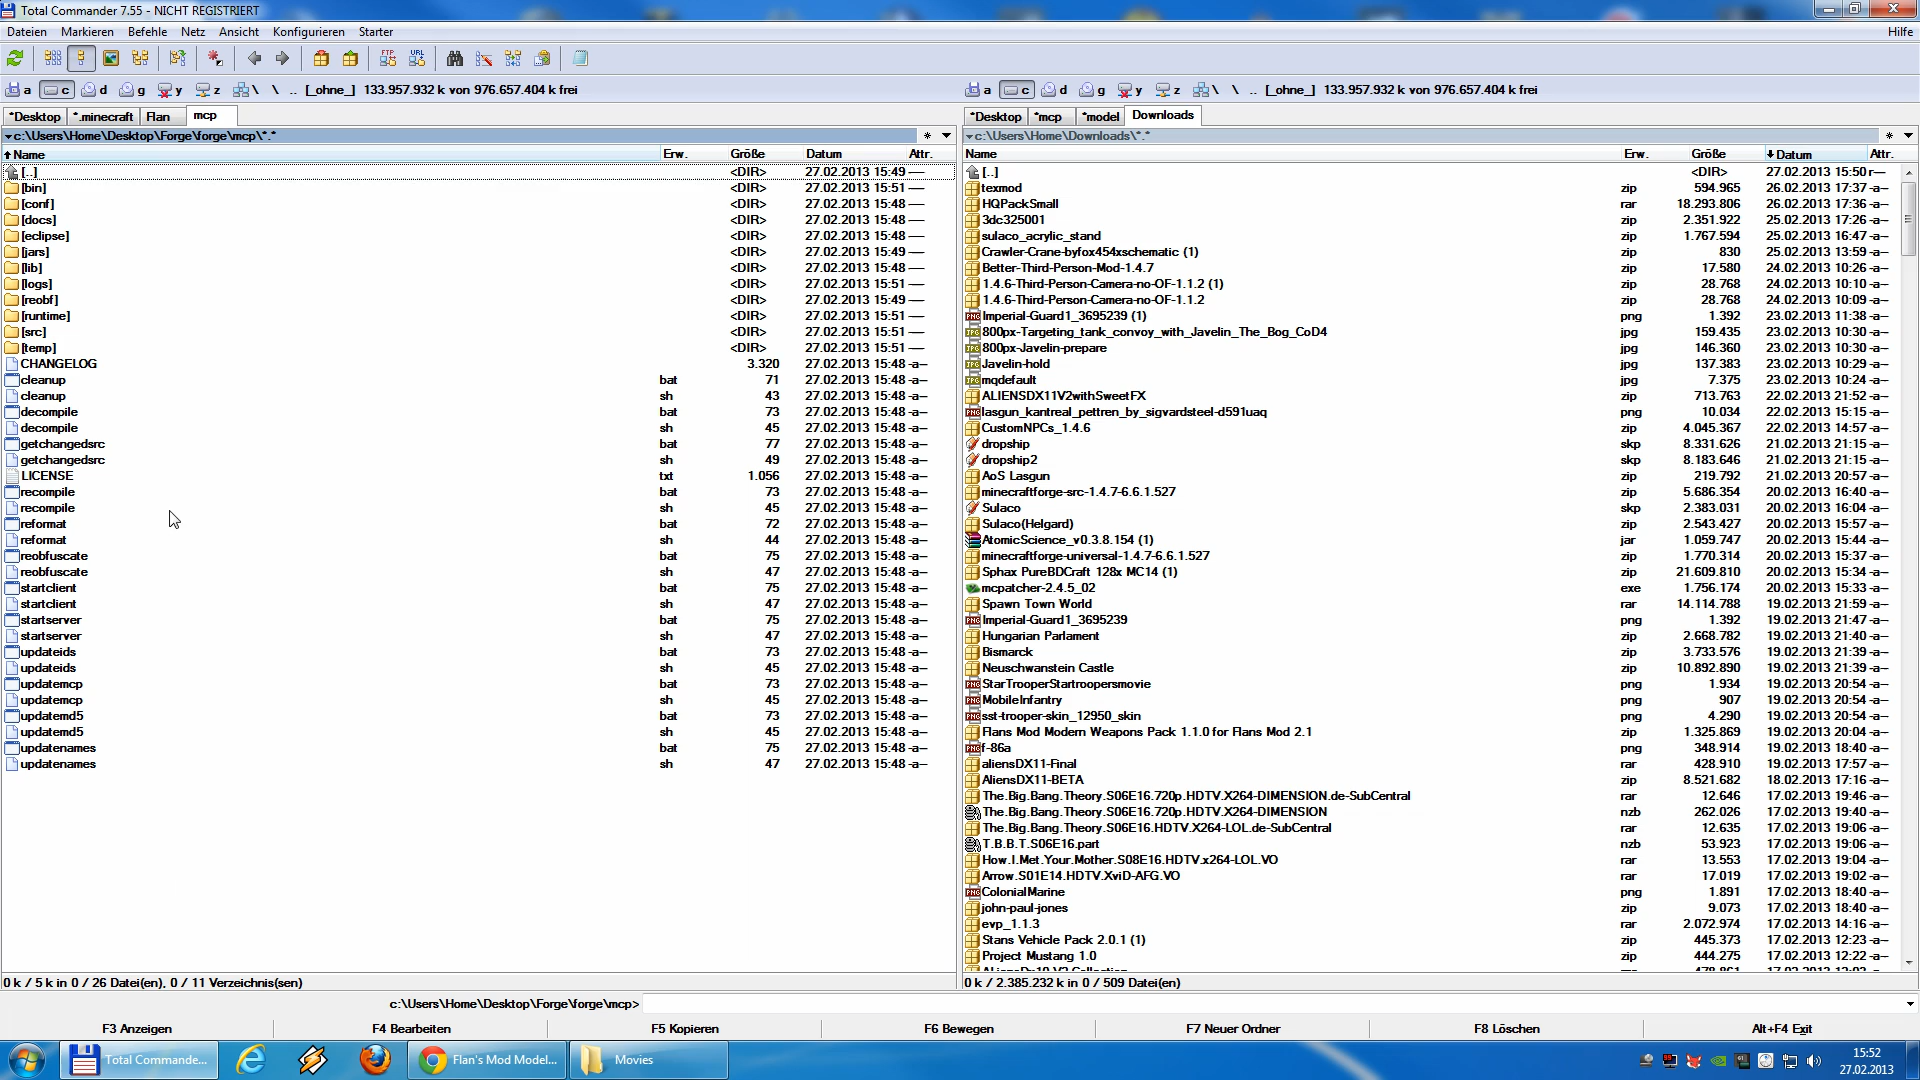 Total Commander 7.55 - NICHT REGISTRIERT
Dateien Markieren Befehle Netz Ansicht Konfigurieren Starter Hilfe
FTP URL
a c d g y z \ \ .. [_ohne_] 133.957.932 k von 976.657.404 k frei
*Desktop *.minecraft Flan mcp
c:\Users\Home\Desktop\Forge\forge\mcp\*.*
Name Erw. Größe Datum Attr.
[..] <DIR> 27.02.2013 15:49 ----
[bin] <DIR> 27.02.2013 15:51 ----
[conf] <DIR> 27.02.2013 15:48 ----
[docs] <DIR> 27.02.2013 15:48 ----
[eclipse] <DIR> 27.02.2013 15:48 ----
[jars] <DIR> 27.02.2013 15:49 ----
[lib] <DIR> 27.02.2013 15:48 ----
[logs] <DIR> 27.02.2013 15:51 ----
[reobf] <DIR> 27.02.2013 15:49 ----
[runtime] <DIR> 27.02.2013 15:51 ----
[src] <DIR> 27.02.2013 15:51 ----
[temp] <DIR> 27.02.2013 15:51 ----
CHANGELOG 3.320 27.02.2013 15:48 -a--
cleanup bat 71 27.02.2013 15:48 -a--
cleanup sh 43 27.02.2013 15:48 -a--
decompile bat 73 27.02.2013 15:48 -a--
decompile sh 45 27.02.2013 15:48 -a--
getchangedsrc bat 77 27.02.2013 15:48 -a--
getchangedsrc sh 49 27.02.2013 15:48 -a--
LICENSE txt 1.056 27.02.2013 15:48 -a--
recompile bat 73 27.02.2013 15:48 -a--
recompile sh 45 27.02.2013 15:48 -a--
reformat bat 72 27.02.2013 15:48 -a--
reformat sh 44 27.02.2013 15:48 -a--
reobfuscate bat 75 27.02.2013 15:48 -a--
reobfuscate sh 47 27.02.2013 15:48 -a--
startclient bat 75 27.02.2013 15:48 -a--
startclient sh 47 27.02.2013 15:48 -a--
startserver bat 75 27.02.2013 15:48 -a--
startserver sh 47 27.02.2013 15:48 -a--
updateids bat 73 27.02.2013 15:48 -a--
updateids sh 45 27.02.2013 15:48 -a--
updatemcp bat 73 27.02.2013 15:48 -a--
updatemcp sh 45 27.02.2013 15:48 -a--
updatemd5 bat 73 27.02.2013 15:48 -a--
updatemd5 sh 45 27.02.2013 15:48 -a--
updatenames bat 75 27.02.2013 15:48 -a--
updatenames sh 47 27.02.2013 15:48 -a--
0 k / 5 k in 0 / 26 Datei(en), 0 / 11 Verzeichnis(sen)
a c d g y z \ \ .. [_ohne_] 133.957.932 k von 976.657.404 k frei
*Desktop *mcp *model Downloads
c:\Users\Home\Downloads\*.*
Name Erw. Größe Datum Attr.
[..] <DIR> 27.02.2013 15:50 r---
texmod zip 594.965 26.02.2013 17:37 -a--
HQPackSmall rar 18.293.806 26.02.2013 17:36 -a--
3dc325001 zip 2.351.922 25.02.2013 17:26 -a--
sulaco_acrylic_stand zip 1.767.594 25.02.2013 16:47 -a--
Crawler-Crane-byfox454xschematic (1) zip 830 25.02.2013 13:59 -a--
Better-Third-Person-Mod-1.4.7 zip 17.580 24.02.2013 10:26 -a--
1.4.6-Third-Person-Camera-no-OF-1.1.2 (1) zip 28.768 24.02.2013 10:10 -a--
1.4.6-Third-Person-Camera-no-OF-1.1.2 zip 28.768 24.02.2013 10:09 -a--
Imperial-Guard1_3695239 (1) png 1.392 23.02.2013 11:38 -a--
800px-Targeting_tank_convoy_with_Javelin_The_Bog_CoD4 jpg 159.435 23.02.2013 10:30 -a--
800px-Javelin-prepare jpg 146.360 23.02.2013 10:30 -a--
Javelin-hold jpg 137.383 23.02.2013 10:29 -a--
mqdefault jpg 7.375 23.02.2013 10:24 -a--
ALIENSDX11V2withSweetFX zip 713.763 22.02.2013 21:52 -a--
lasgun_kantreal_pettren_by_sigvardsteel-d591uaq png 10.034 22.02.2013 15:15 -a--
CustomNPCs_1.4.6 zip 4.045.367 22.02.2013 14:57 -a--
dropship skp 8.331.626 21.02.2013 21:15 -a--
dropship2 skp 8.183.646 21.02.2013 21:15 -a--
AoS Lasgun zip 219.792 21.02.2013 20:57 -a--
minecraftforge-src-1.4.7-6.6.1.527 zip 5.686.354 20.02.2013 16:40 -a--
Sulaco skp 2.383.031 20.02.2013 16:04 -a--
Sulaco(Helgard) zip 2.543.427 20.02.2013 15:57 -a--
AtomicScience_v0.3.8.154 (1) jar 1.059.747 20.02.2013 15:44 -a--
minecraftforge-universal-1.4.7-6.6.1.527 zip 1.770.314 20.02.2013 15:37 -a--
Sphax PureBDCraft 128x MC14 (1) zip 21.609.810 20.02.2013 15:34 -a--
mcpatcher-2.4.5_02 exe 1.756.174 20.02.2013 15:33 -a--
Spawn Town World rar 14.114.788 19.02.2013 21:59 -a--
Imperial-Guard1_3695239 png 1.392 19.02.2013 21:47 -a--
Hungarian Parlament zip 2.668.782 19.02.2013 21:40 -a--
Bismarck zip 3.733.576 19.02.2013 21:39 -a--
Neuschwanstein Castle zip 10.892.890 19.02.2013 21:39 -a--
StarTrooperStartroopersmovie png 1.934 19.02.2013 20:54 -a--
MobileInfantry png 907 19.02.2013 20:54 -a--
sst-trooper-skin_12950_skin png 4.290 19.02.2013 20:54 -a--
Flans Mod Modern Weapons Pack 1.1.0 for Flans Mod 2.1 zip 1.325.869 19.02.2013 20:04 -a--
f-86a png 348.914 19.02.2013 18:40 -a--
aliensDX11-Final rar 428.910 19.02.2013 17:57 -a--
AliensDX11-BETA zip 8.521.682 18.02.2013 17:16 -a--
The.Big.Bang.Theory.S06E16.720p.HDTV.X264-DIMENSION.de-SubCentral rar 12.646 17.02.2013 19:46 -a--
The.Big.Bang.Theory.S06E16.720p.HDTV.X264-DIMENSION nzb 262.026 17.02.2013 19:40 -a--
The.Big.Bang.Theory.S06E16.HDTV.X264-LOL.de-SubCentral rar 12.635 17.02.2013 19:06 -a--
T.B.B.T.S06E16.part nzb 53.923 17.02.2013 19:06 -a--
How.I.Met.Your.Mother.S08E16.HDTV.x264-LOL.VO rar 13.553 17.02.2013 19:04 -a--
Arrow.S01E14.HDTV.XviD-AFG.VO rar 17.019 17.02.2013 19:02 -a--
ColonialMarine png 1.891 17.02.2013 18:40 -a--
john-paul-jones zip 9.073 17.02.2013 18:40 -a--
evp_1.1.3 rar 2.072.974 17.02.2013 14:16 -a--
Stans Vehicle Pack 2.0.1 (1) zip 445.373 17.02.2013 12:23 -a--
Project Mustang 1.0 zip 444.275 17.02.2013 12:22 -a--
0 k / 2.385.232 k in 0 / 509 Datei(en)
c:\Users\Home\Desktop\Forge\forge\mcp>
F3 Anzeigen F4 Bearbeiten F5 Kopieren F6 Bewegen F7 Neuer Ordner F8 Löschen Alt+F4 Exit
Total Commande... Flan's Mod Model... Movies
15:52
27.02.2013